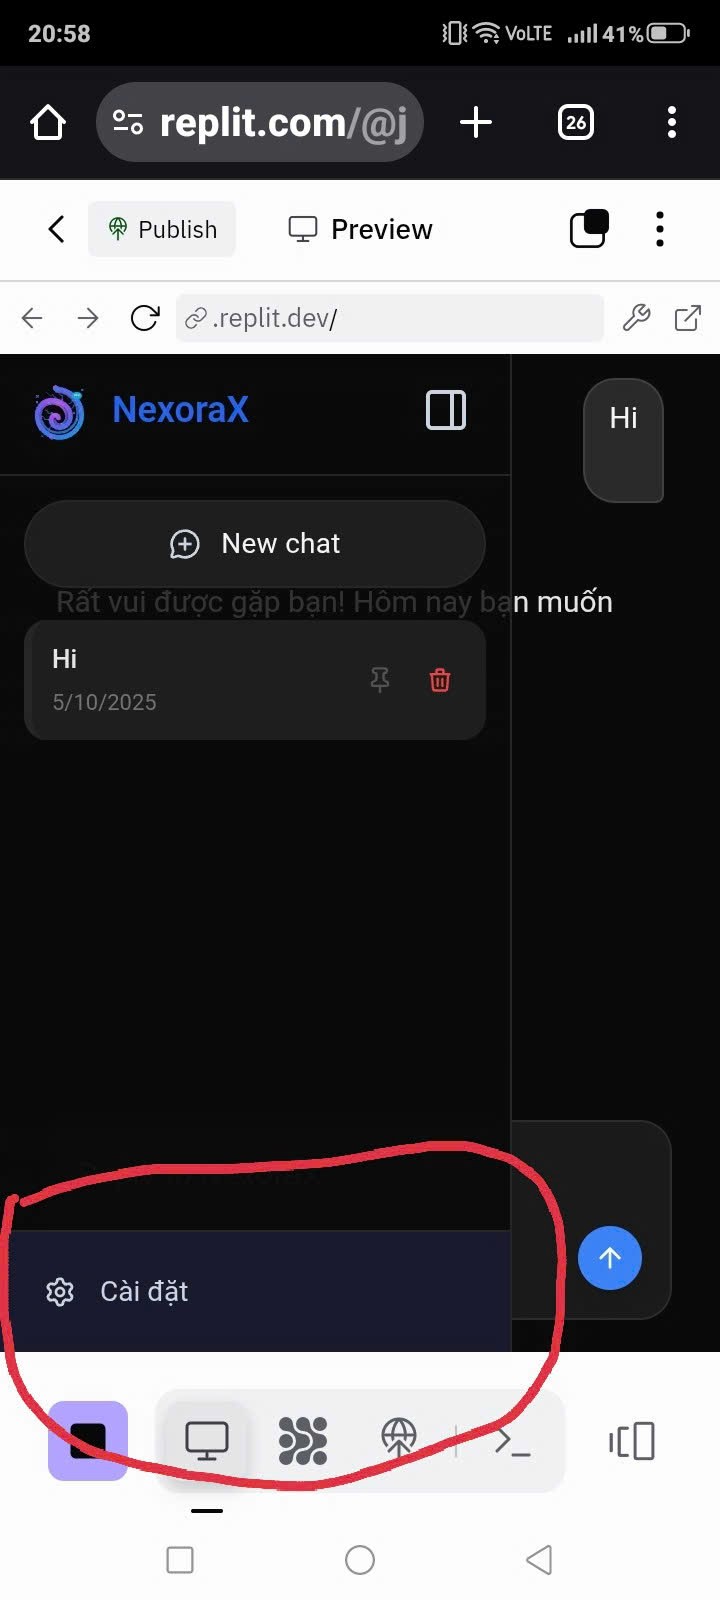 20:58
VoLTE
41%
replit.com/@j
26
Publish
Preview
.replit.dev/
NexoraX
Hi
New chat
Rất vui được gặp bạn! Hôm nay bạn muốn
Hi
5/10/2025
Cài đặt